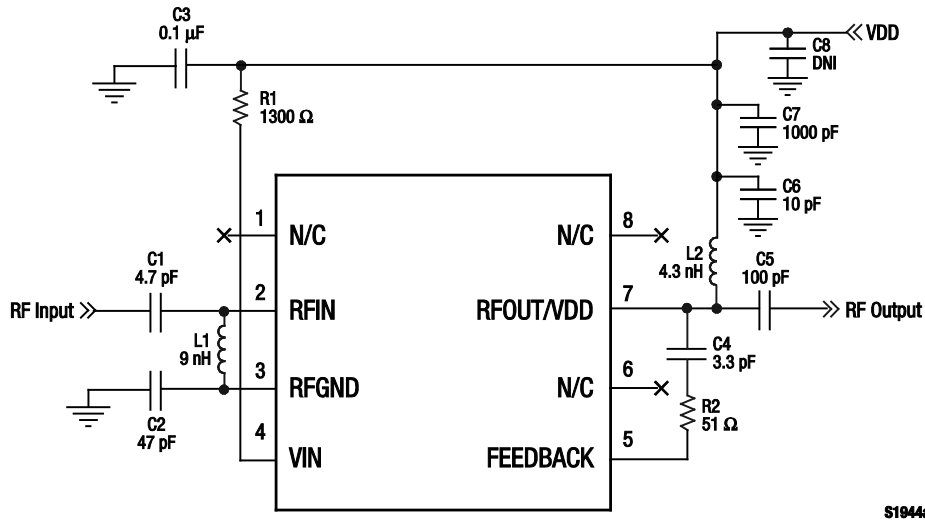 C3
0.1 µF
VDD
C8
DNI
R1
1300 Ω
C7
1000 pF
C6
10 pF
1
N/C
N/C
8
L2
4.3 nH
C5
100 pF
C1
4.7 pF
RF Input
2
RFIN
RFOUT/VDD
7
RF Output
L1
9 nH
C4
3.3 pF
3
RFGND
N/C
6
C2
47 pF
R2
51 Ω
4
VIN
FEEDBACK
5